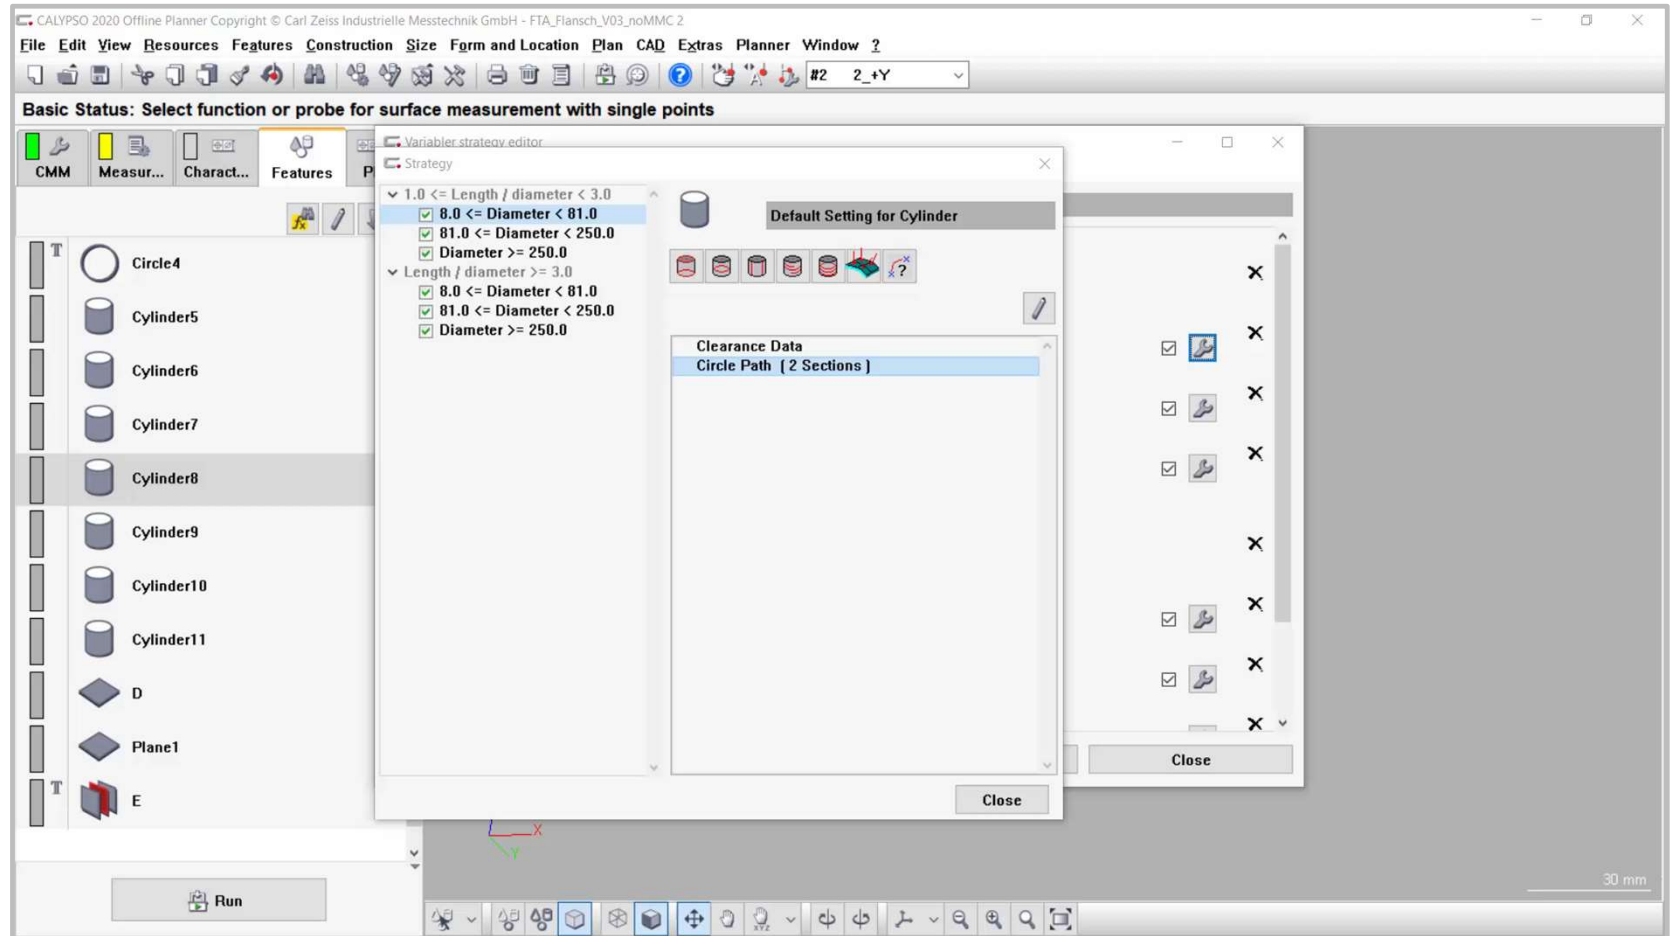 CALYPSO 2020 Offline Planner Copyright © Carl Zeiss Industrielle Messtechnik GmbH - FTA_Flansch_V03_noMMC 2
File Edit View Resources Features Construction Size Form and Location Plan CAD Extras Planner Window ?
#2 2_+Y
Basic Status: Select function or probe for surface measurement with single points
CMM Measur... Charact... Features P
Variabler strategy editor
Strategy
1.0 <= Length / diameter < 3.0
8.0 <= Diameter < 81.0
81.0 <= Diameter < 250.0
Diameter >= 250.0
Length / diameter >= 3.0
8.0 <= Diameter < 81.0
81.0 <= Diameter < 250.0
Diameter >= 250.0
Default Setting for Cylinder
Clearance Data
Circle Path ( 2 Sections )
Close
Close
T
Circle4
Cylinder5
Cylinder6
Cylinder7
Cylinder8
Cylinder9
Cylinder10
Cylinder11
D
Plane1
T
E
X
Y
30 mm
Run